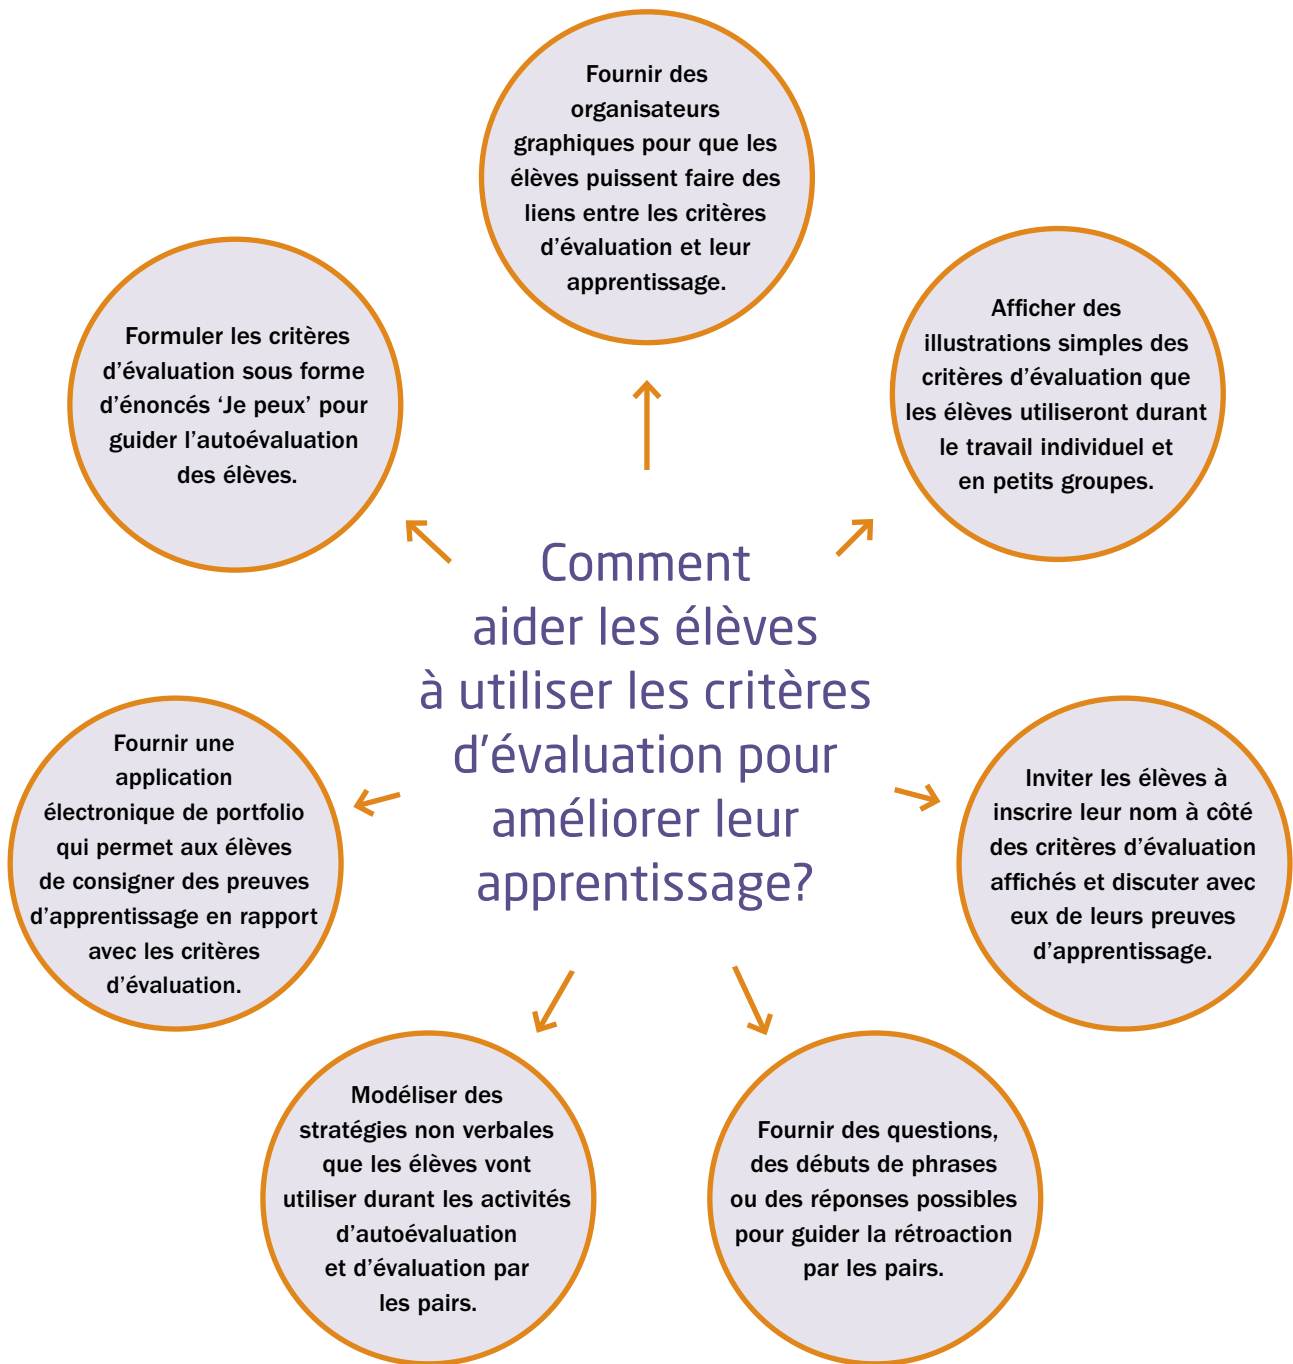 Fournir des
organisateurs
graphiques pour que les
élèves puissent faire des
liens entre les critères
d'évaluation et leur
apprentissage.
Afficher des
illustrations simples des
critères d'évaluation que
les élèves utiliseront durant
le travail individuel et
en petits groupes.
Formuler les critères
d'évaluation sous forme
d'énoncés ‘Je peux’ pour
guider l'autoévaluation
des élèves.
Comment
aider les élèves
à utiliser les critères
d'évaluation pour
améliorer leur
apprentissage?
Inviter les élèves à
inscrire leur nom à côté
des critères d'évaluation
affichés et discuter avec
eux de leurs preuves
d'apprentissage.
Fournir une
application
électronique de portfolio
qui permet aux élèves
de consigner des preuves
d'apprentissage en rapport
avec les critères
d'évaluation.
Fournir des questions,
des débuts de phrases
ou des réponses possibles
pour guider la rétroaction
par les pairs.
Modéliser des
stratégies non verbales
que les élèves vont
utiliser durant les activités
d'autoévaluation
et d'évaluation par
les pairs.